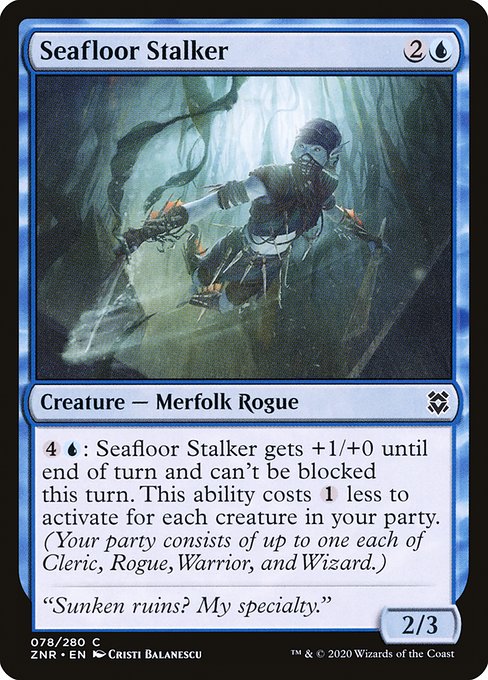 Seafloor Stalker 2
Creature — Merfolk Rogue
4: Seafloor Stalker gets +1/+0 until
end of turn and can't be blocked
this turn. This ability costs 1 less to
activate for each creature in your party.
(Your party consists of up to one each of
Cleric, Rogue, Warrior, and Wizard.)
“Sunken ruins? My specialty.”
2/3
078/280 C
ZNR • EN Cristi Balanescu
™ & © 2020 Wizards of the Coast